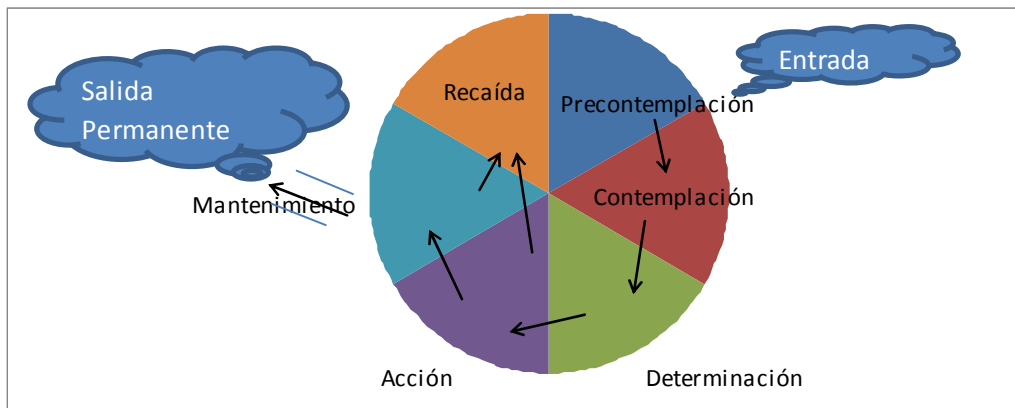 Entrada
Salida
Permanente
Recaída
Precontemplación
Mantenimiento
Contemplación
Acción
Determinación